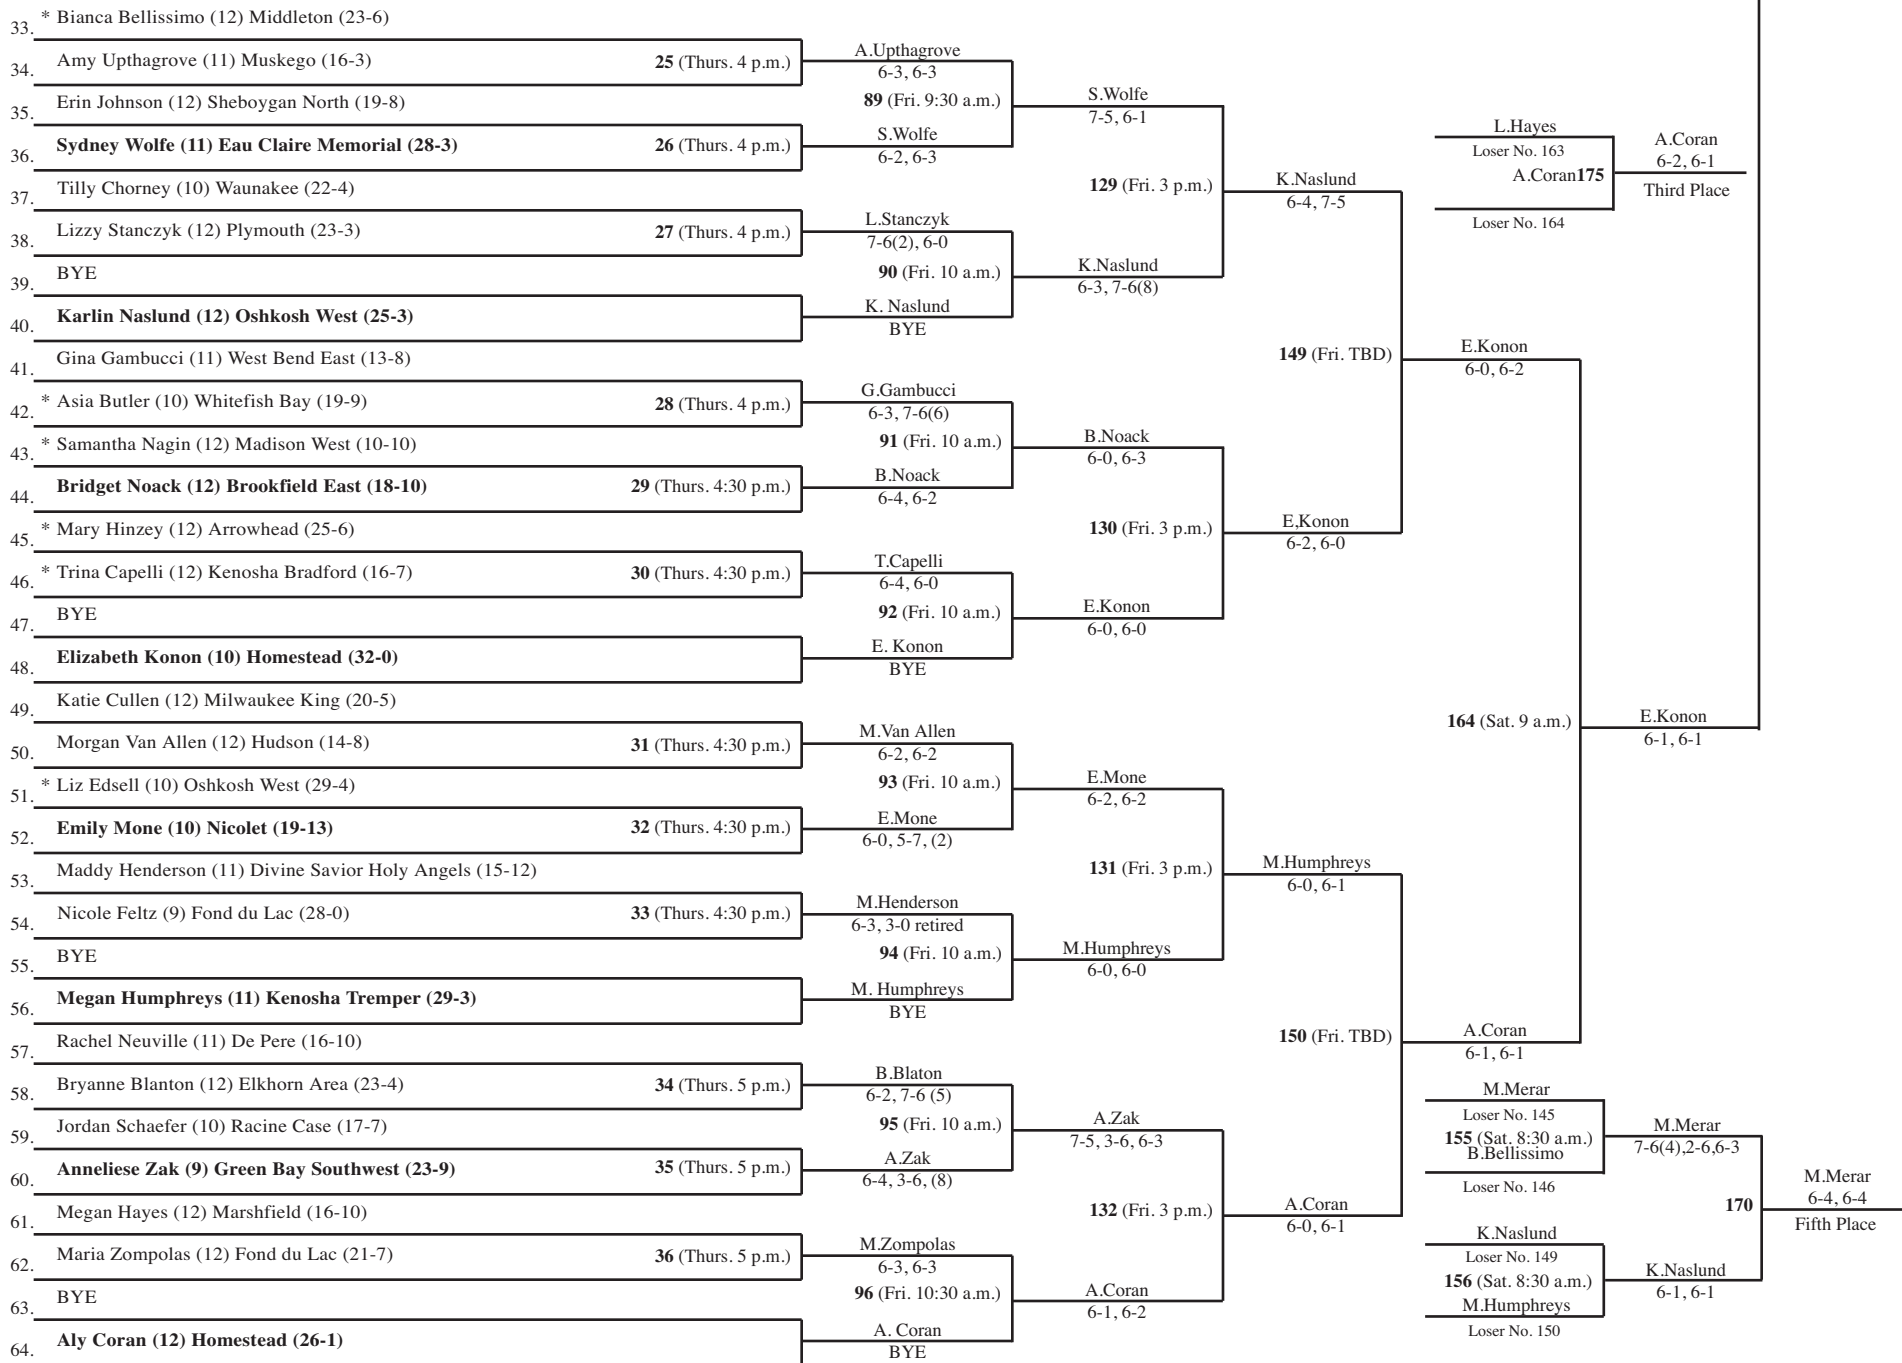 33. * Bianca Bellissimo (12) Middleton (23-6)
34. Amy Upthagrove (11) Muskego (16-3)
25 (Thurs. 4 p.m.)
35. Erin Johnson (12) Sheboygan North (19-8)
36. Sydney Wolfe (11) Eau Claire Memorial (28-3)
26 (Thurs. 4 p.m.)
37. Tilly Chorney (10) Waunakee (22-4)
38. Lizzy Stanczyk (12) Plymouth (23-3)
27 (Thurs. 4 p.m.)
39. BYE
40. Karlin Naslund (12) Oshkosh West (25-3)
41. Gina Gambucci (11) West Bend East (13-8)
42. * Asia Butler (10) Whitefish Bay (19-9)
28 (Thurs. 4 p.m.)
43. * Samantha Nagin (12) Madison West (10-10)
44. Bridget Noack (12) Brookfield East (18-10)
29 (Thurs. 4:30 p.m.)
45. * Mary Hinzey (12) Arrowhead (25-6)
46. * Trina Capelli (12) Kenosha Bradford (16-7)
30 (Thurs. 4:30 p.m.)
47. BYE
48. Elizabeth Konon (10) Homestead (32-0)
49. Katie Cullen (12) Milwaukee King (20-5)
50. Morgan Van Allen (12) Hudson (14-8)
31 (Thurs. 4:30 p.m.)
51. * Liz Edsell (10) Oshkosh West (29-4)
52. Emily Mone (10) Nicolet (19-13)
32 (Thurs. 4:30 p.m.)
53. Maddy Henderson (11) Divine Savior Holy Angels (15-12)
54. Nicole Feltz (9) Fond du Lac (28-0)
33 (Thurs. 4:30 p.m.)
55. BYE
56. Megan Humphreys (11) Kenosha Tremper (29-3)
57. Rachel Neuville (11) De Pere (16-10)
58. Bryanne Blanton (12) Elkhorn Area (23-4)
34 (Thurs. 5 p.m.)
59. Jordan Schaefer (10) Racine Case (17-7)
60. Anneliese Zak (9) Green Bay Southwest (23-9)
35 (Thurs. 5 p.m.)
61. Megan Hayes (12) Marshfield (16-10)
62. Maria Zompolas (12) Fond du Lac (21-7)
36 (Thurs. 5 p.m.)
63. BYE
64. Aly Coran (12) Homestead (26-1)
A.Upthagrove
6-3, 6-3
89 (Fri. 9:30 a.m.)
S.Wolfe
6-2, 6-3
L.Stanczyk
7-6(2), 6-0
90 (Fri. 10 a.m.)
K. Naslund
BYE
G.Gambucci
6-3, 7-6(6)
91 (Fri. 10 a.m.)
B.Noack
6-4, 6-2
T.Capelli
6-4, 6-0
92 (Fri. 10 a.m.)
E. Konon
BYE
M.Van Allen
6-2, 6-2
93 (Fri. 10 a.m.)
E.Mone
6-0, 5-7, (2)
M.Henderson
6-3, 3-0 retired
94 (Fri. 10 a.m.)
M. Humphreys
BYE
B.Blaton
6-2, 7-6 (5)
95 (Fri. 10 a.m.)
A.Zak
6-4, 3-6, (8)
M.Zompolas
6-3, 6-3
96 (Fri. 10:30 a.m.)
A. Coran
BYE
S.Wolfe
7-5, 6-1
129 (Fri. 3 p.m.)
K.Naslund
6-3, 7-6(8)
B.Noack
6-0, 6-3
130 (Fri. 3 p.m.)
E.Konon
6-0, 6-0
E.Mone
6-2, 6-2
131 (Fri. 3 p.m.)
M.Humphreys
6-0, 6-0
A.Zak
7-5, 3-6, 6-3
132 (Fri. 3 p.m.)
A.Coran
6-1, 6-2
K.Naslund
6-4, 7-5
149 (Fri. TBD)
E,Konon
6-2, 6-0
M.Humphreys
6-0, 6-1
150 (Fri. TBD)
A.Coran
6-0, 6-1
E.Konon
6-0, 6-2
164 (Sat. 9 a.m.)
A.Coran
6-1, 6-1
E.Konon
6-1, 6-1
L.Hayes
Loser No. 163
A.Coran175
Loser No. 164
A.Coran
6-2, 6-1
Third Place
M.Merar
Loser No. 145
155 (Sat. 8:30 a.m.)
B.Bellissimo
Loser No. 146
M.Merar
7-6(4),2-6,6-3
K.Naslund
Loser No. 149
156 (Sat. 8:30 a.m.)
M.Humphreys
Loser No. 150
K.Naslund
6-1, 6-1
170
M.Merar
6-4, 6-4
Fifth Place